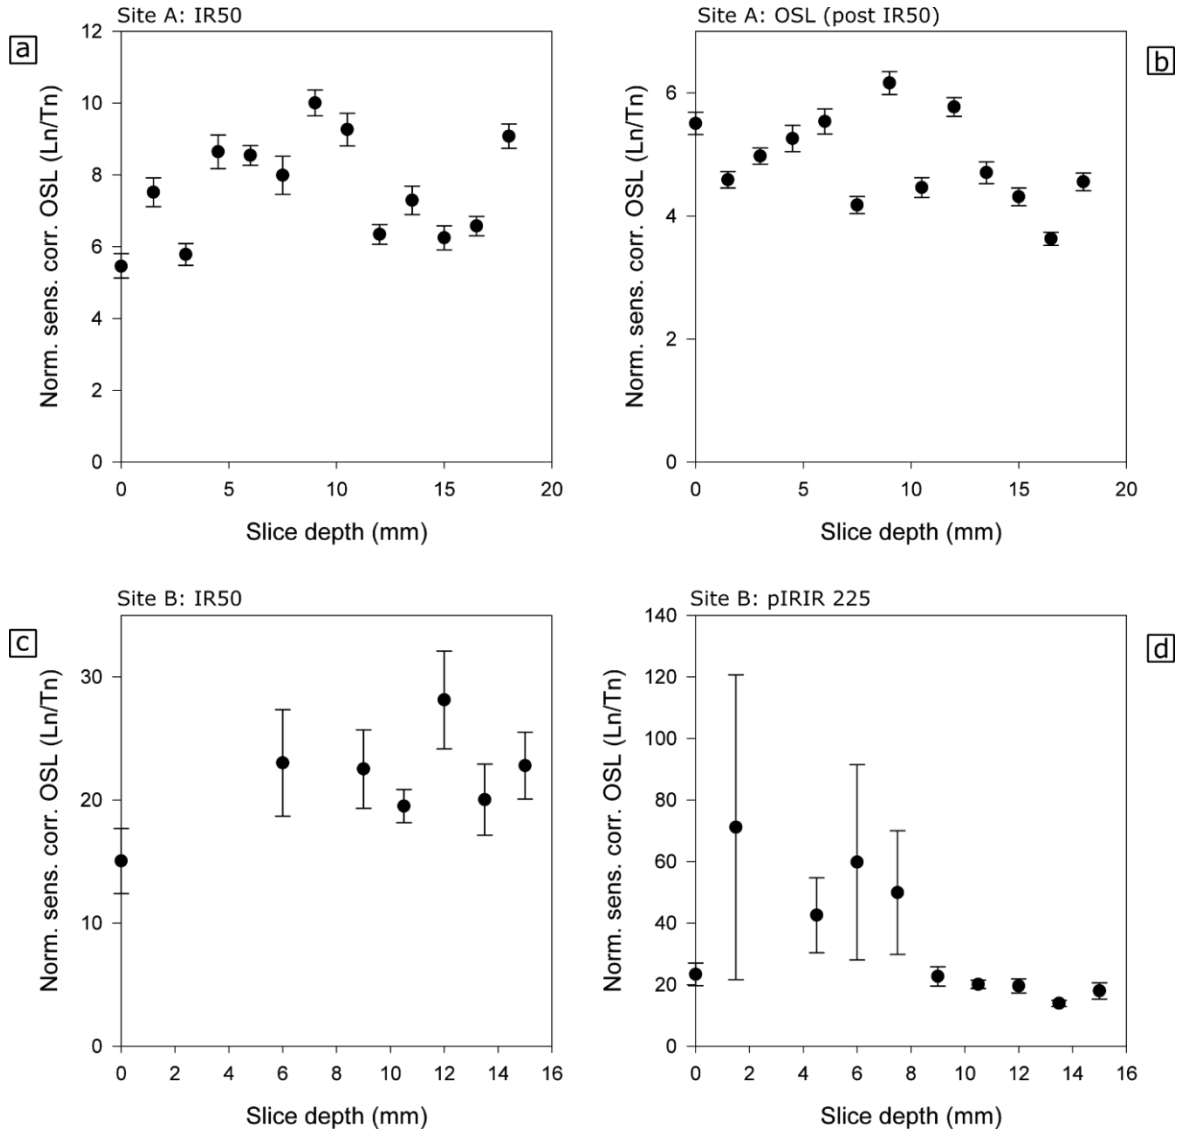 Site A: IR50
a
12
10
8
6
4
2
0
Norm. sens. corr. OSL (Ln/Tn)
0 5 10 15 20
Slice depth (mm)
Site A: OSL (post IR50)
b
6
4
2
0
Norm. sens. corr. OSL (Ln/Tn)
0 5 10 15 20
Slice depth (mm)
Site B: IR50
c
30
20
10
0
Norm. sens. corr. OSL (Ln/Tn)
0 2 4 6 8 10 12 14 16
Slice depth (mm)
Site B: pIRIR 225
d
140
120
100
80
60
40
20
0
Norm. sens. corr. OSL (Ln/Tn)
0 2 4 6 8 10 12 14 16
Slice depth (mm)